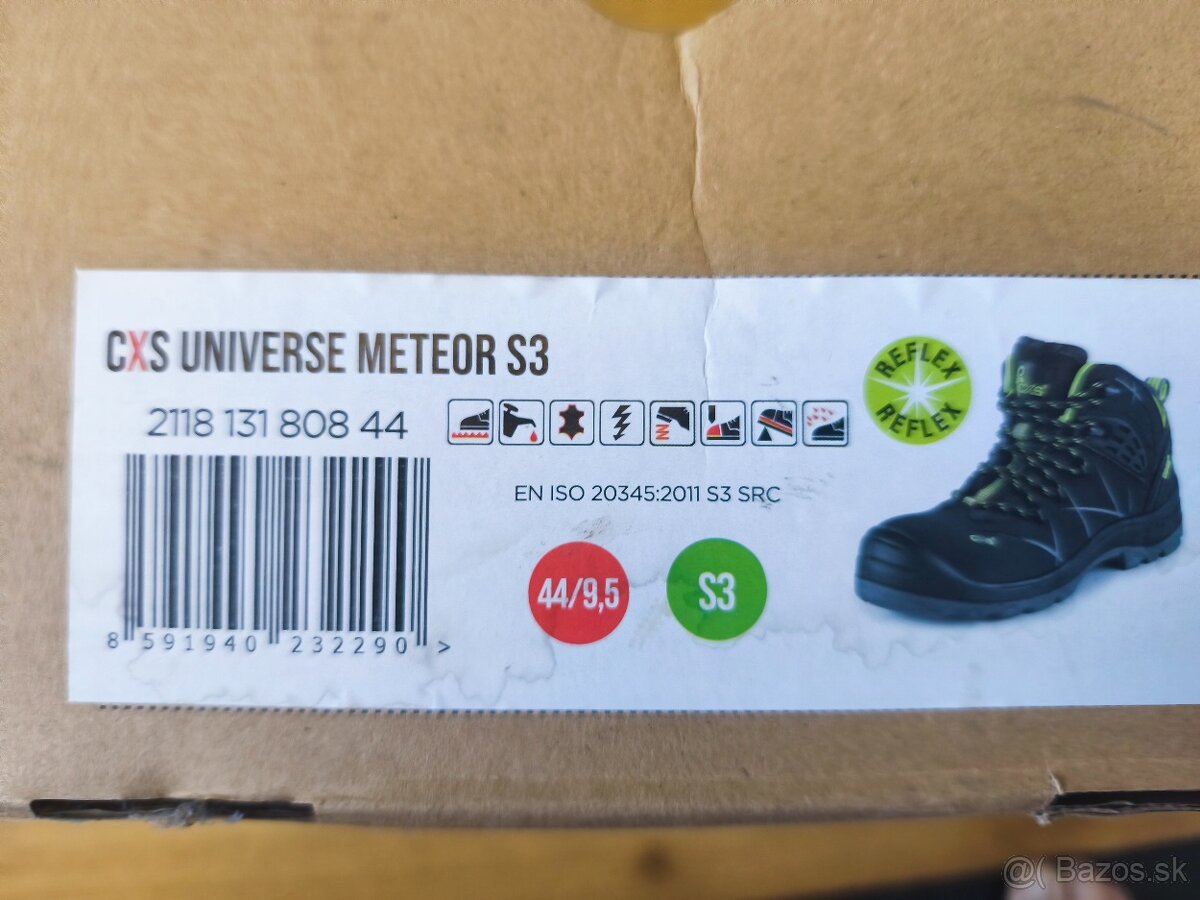 CXS UNIVERSE METEOR S3
2118 131 808 44
EN ISO 20345:2011 S3 SRC
44/9,5
S3
8 591940 232290 >
REFLEX
REFLEX
CXS
@( Bazos.sk